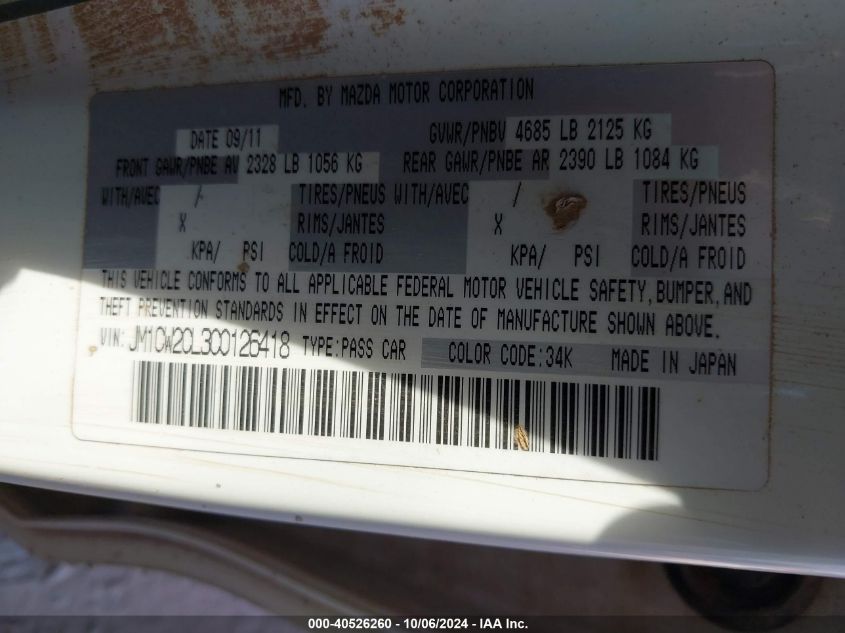 MFD. BY MAZDA MOTOR CORPORATION
DATE 09/11 GVWR/PNBV 4685 LB 2125 KG
FRONT GAWR/PNBE AV 2328 LB 1056 KG REAR GAWR/PNBE AR 2390 LB 1084 KG
WITH/AVEC / TIRES/PNEUS WITH/AVEC / TIRES/PNEUS
X RIMS/JANTES X RIMS/JANTES
KPA/ PSI COLD/A FROID KPA/ PSI COLD/A FROID
THIS VEHICLE CONFORMS TO ALL APPLICABLE FEDERAL MOTOR VEHICLE SAFETY, BUMPER, AND
THEFT PREVENTION STANDARDS IN EFFECT ON THE DATE OF MANUFACTURE SHOWN ABOVE.
VIN: JM1CW2CL3C0126418 TYPE:PASS CAR COLOR CODE:34K MADE IN JAPAN
000-40526260 - 10/06/2024 - IAA Inc.